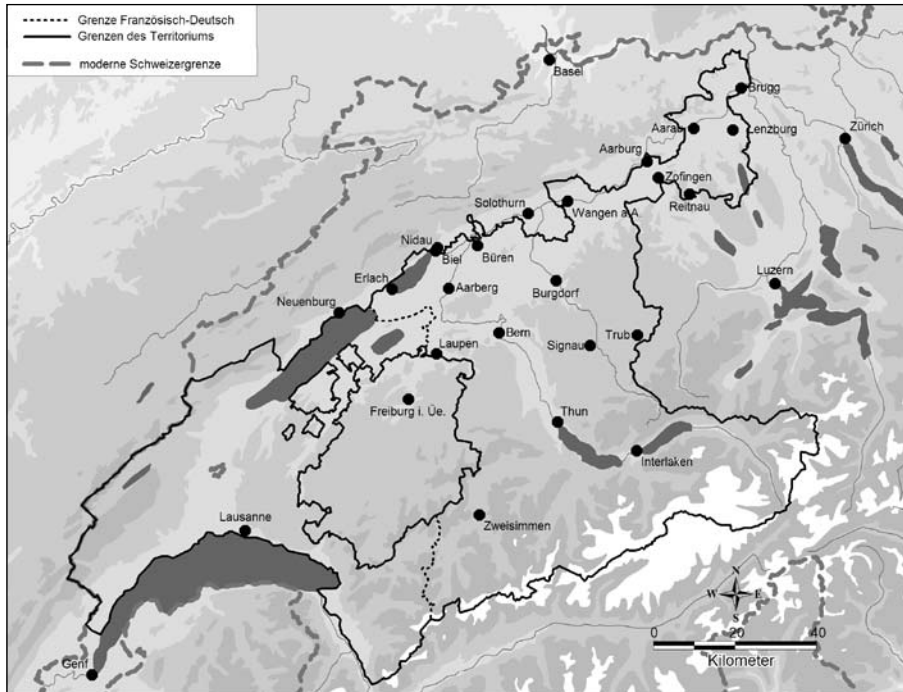 Grenze Französisch-Deutsch
Grenzen des Territoriums
moderne Schweizergrenze
Basel
Brugg
Aarau
Lenzburg
Zürich
Aarburg
Zofingen
Reitnau
Solothurn
Wangen a.A.
Nidau
Biel
Büren
Erlach
Aarberg
Burgdorf
Luzern
Neuenburg
Bern
Trub
Signau
Laupen
Freiburg i. Üe.
Thun
Interlaken
Zweisimmen
Lausanne
Genf
N
W E
S
0 20 40
Kilometer